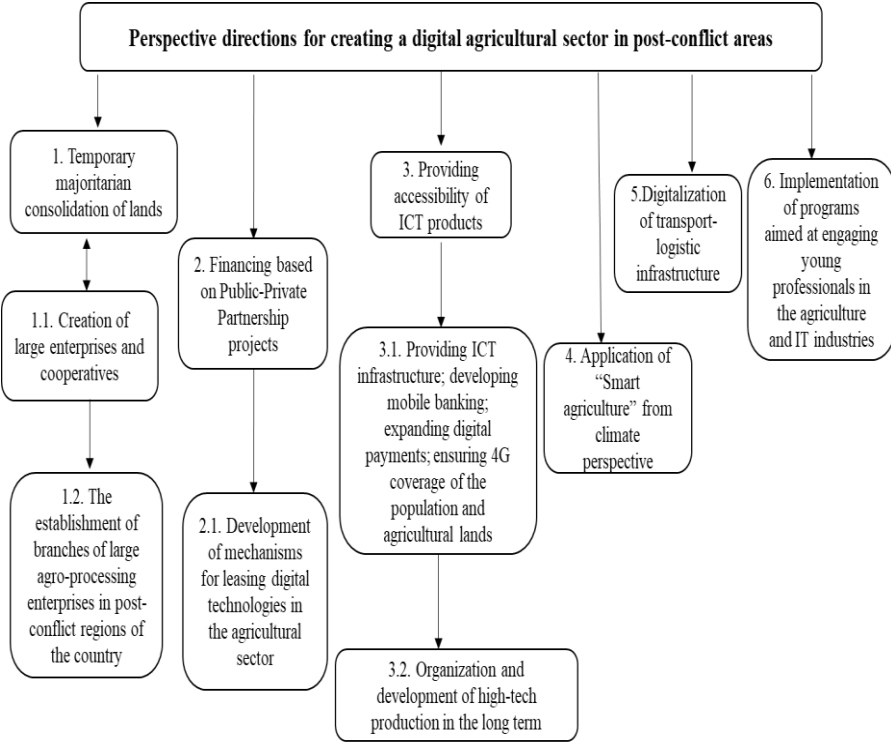 Perspective directions for creating a digital agricultural sector in post-conflict areas
1. Temporary
majoritarian
consolidation of lands
1.1. Creation of
large enterprises and
cooperatives
1.2. The
establishment of
branches of large
agro-processing
enterprises in post-
conflict regions of
the country
2. Financing based
on Public-Private
Partnership
projects
2.1. Development
of mechanisms
for leasing digital
technologies in
the agricultural
sector
3. Providing
accessibility of
ICT products
3.1. Providing ICT
infrastructure; developing
mobile banking;
expanding digital
payments; ensuring 4G
coverage of the
population and
agricultural lands
3.2. Organization and
development of high-tech
production in the long term
4. Application of
“Smart
agriculture” from
climate
perspective
5.Digitalization
of transport-
logistic
infrastructure
6. Implementation
of programs
aimed at engaging
young
professionals in
the agriculture
and IT industries